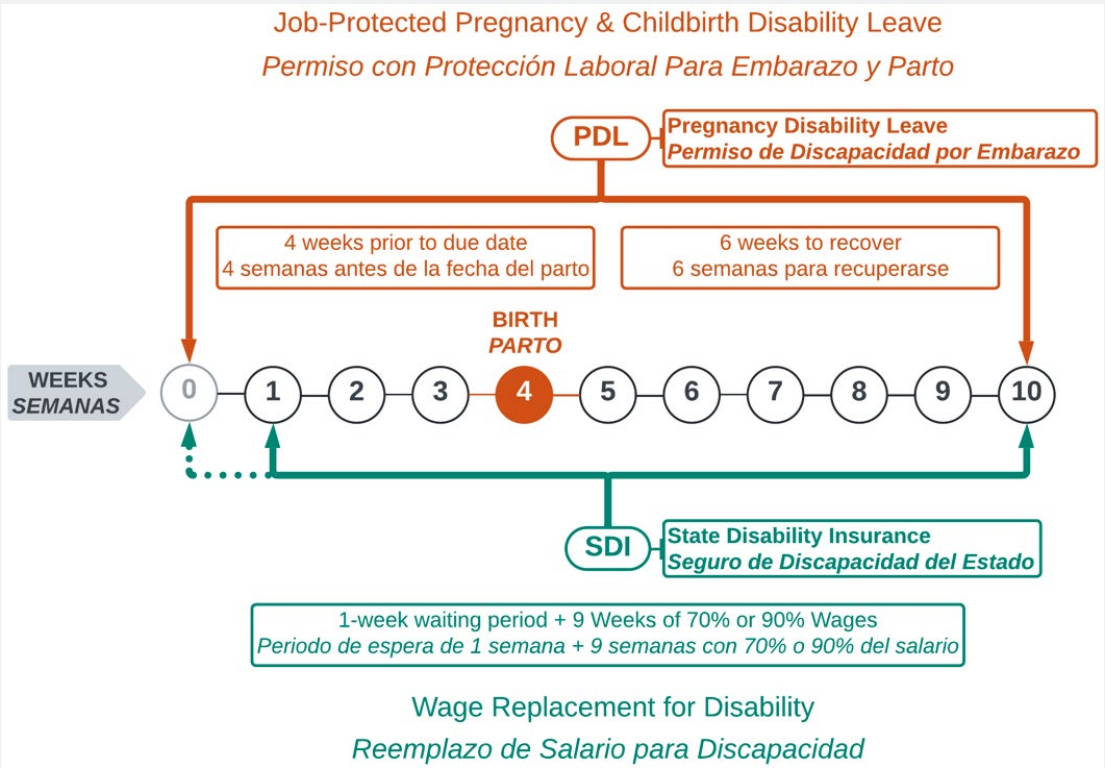 Job-Protected Pregnancy & Childbirth Disability Leave
Permiso con Protección Laboral Para Embarazo y Parto
PDL
Pregnancy Disability Leave
Permiso de Discapacidad por Embarazo
4 weeks prior to due date
4 semanas antes de la fecha del parto
6 weeks to recover
6 semanas para recuperarse
BIRTH
PARTO
WEEKS
SEMANAS
0 1 2 3 4 5 6 7 8 9 10
SDI
State Disability Insurance
Seguro de Discapacidad del Estado
1-week waiting period + 9 Weeks of 70% or 90% Wages
Periodo de espera de 1 semana + 9 semanas con 70% o 90% del salario
Wage Replacement for Disability
Reemplazo de Salario para Discapacidad